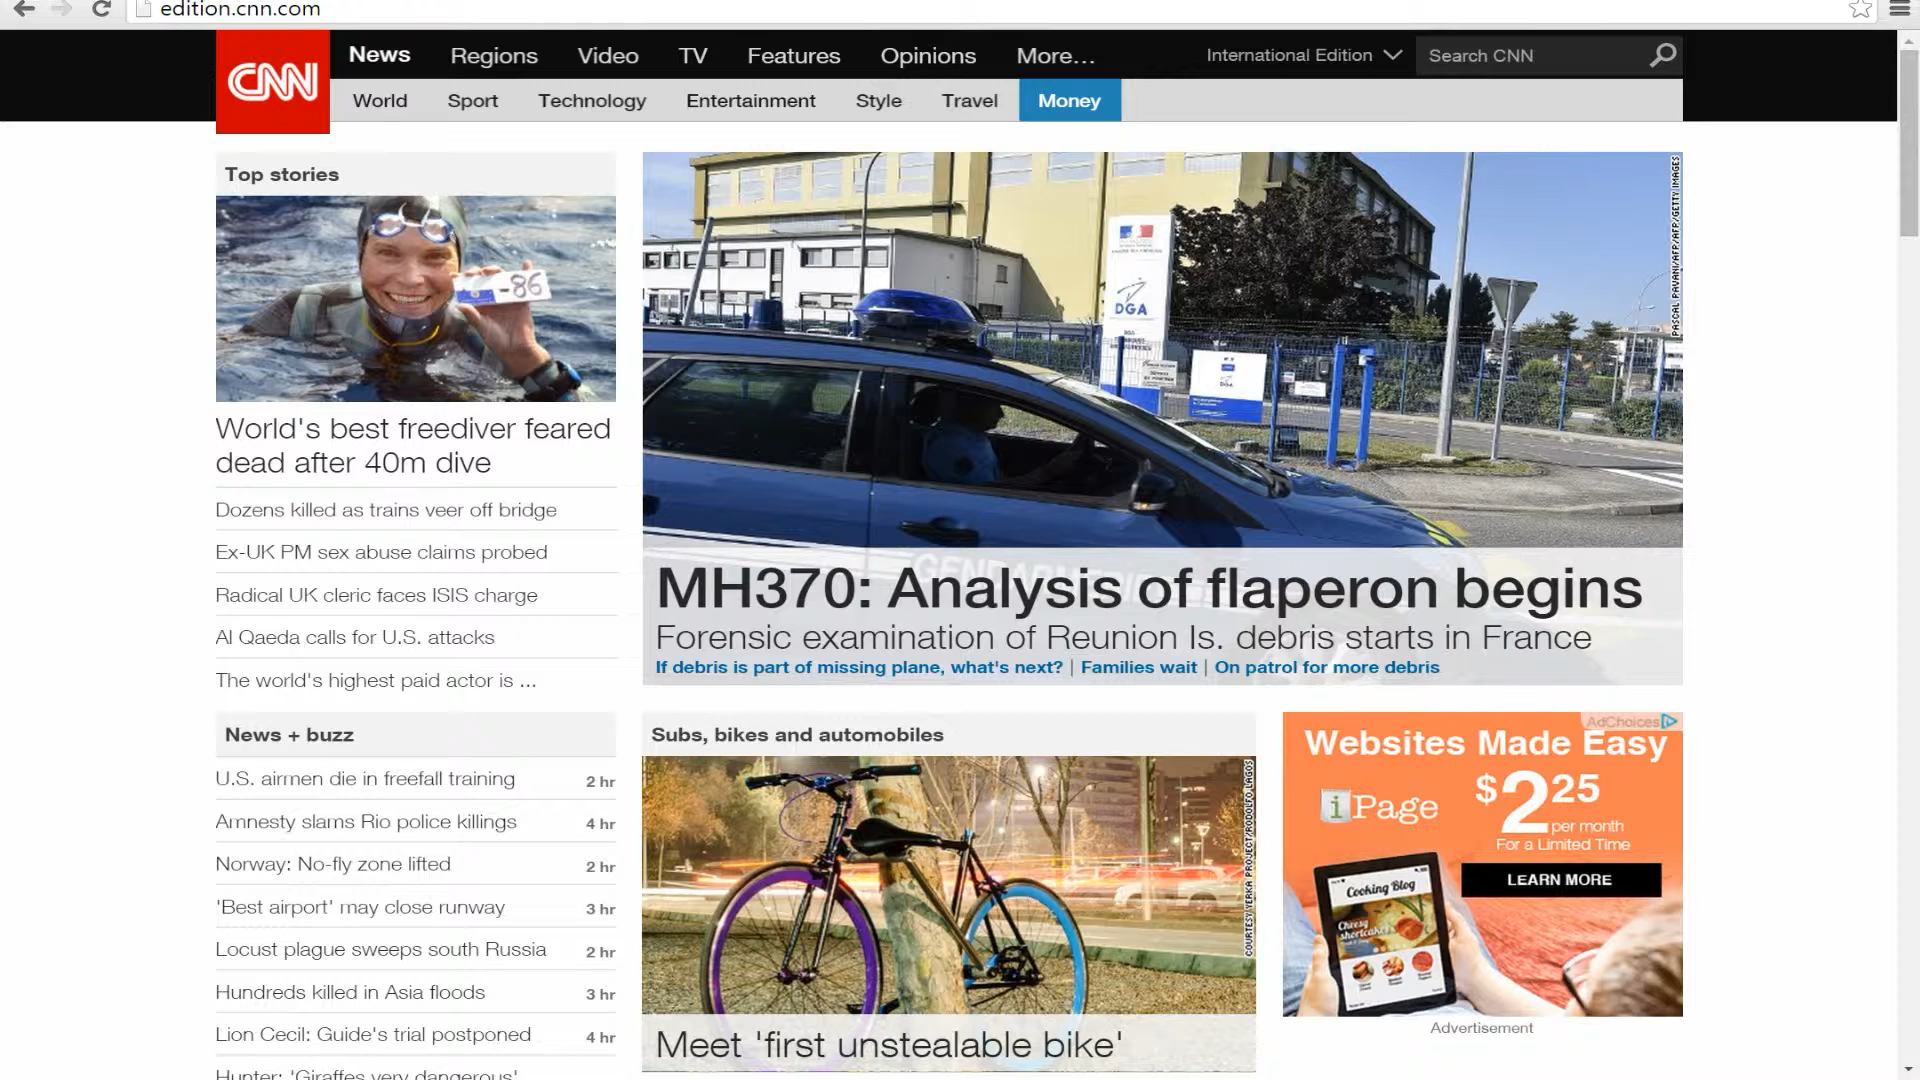 edition.cnn.com
CNN
News Regions Video TV Features Opinions More...
International Edition Search CNN
World Sport Technology Entertainment Style Travel Money
Top stories
-86
World's best freediver feared
dead after 40m dive
Dozens killed as trains veer off bridge
Ex-UK PM sex abuse claims probed
Radical UK cleric faces ISIS charge
Al Qaeda calls for U.S. attacks
The world's highest paid actor is ...
PASCAL PAVANI/AFP/AFP/GETTY IMAGES
DGA
DGA
GENDARMERIE
MH370: Analysis of flaperon begins
Forensic examination of Reunion Is. debris starts in France
If debris is part of missing plane, what's next? | Families wait | On patrol for more debris
News + buzz
U.S. airmen die in freefall training 2 hr
Amnesty slams Rio police killings 4 hr
Norway: No-fly zone lifted 2 hr
'Best airport' may close runway 3 hr
Locust plague sweeps south Russia 2 hr
Hundreds killed in Asia floods 3 hr
Lion Cecil: Guide's trial postponed 4 hr
Hunter: 'Giraffes very dangerous'
Subs, bikes and automobiles
COURTESY YERKA PROJECT/RODOLFO LAGOS
Meet 'first unstealable bike'
AdChoices
Websites Made Easy
iPage
$2.25
per month
For a Limited Time
LEARN MORE
Cooking Blog
Cheesy
shortcakes
Advertisement